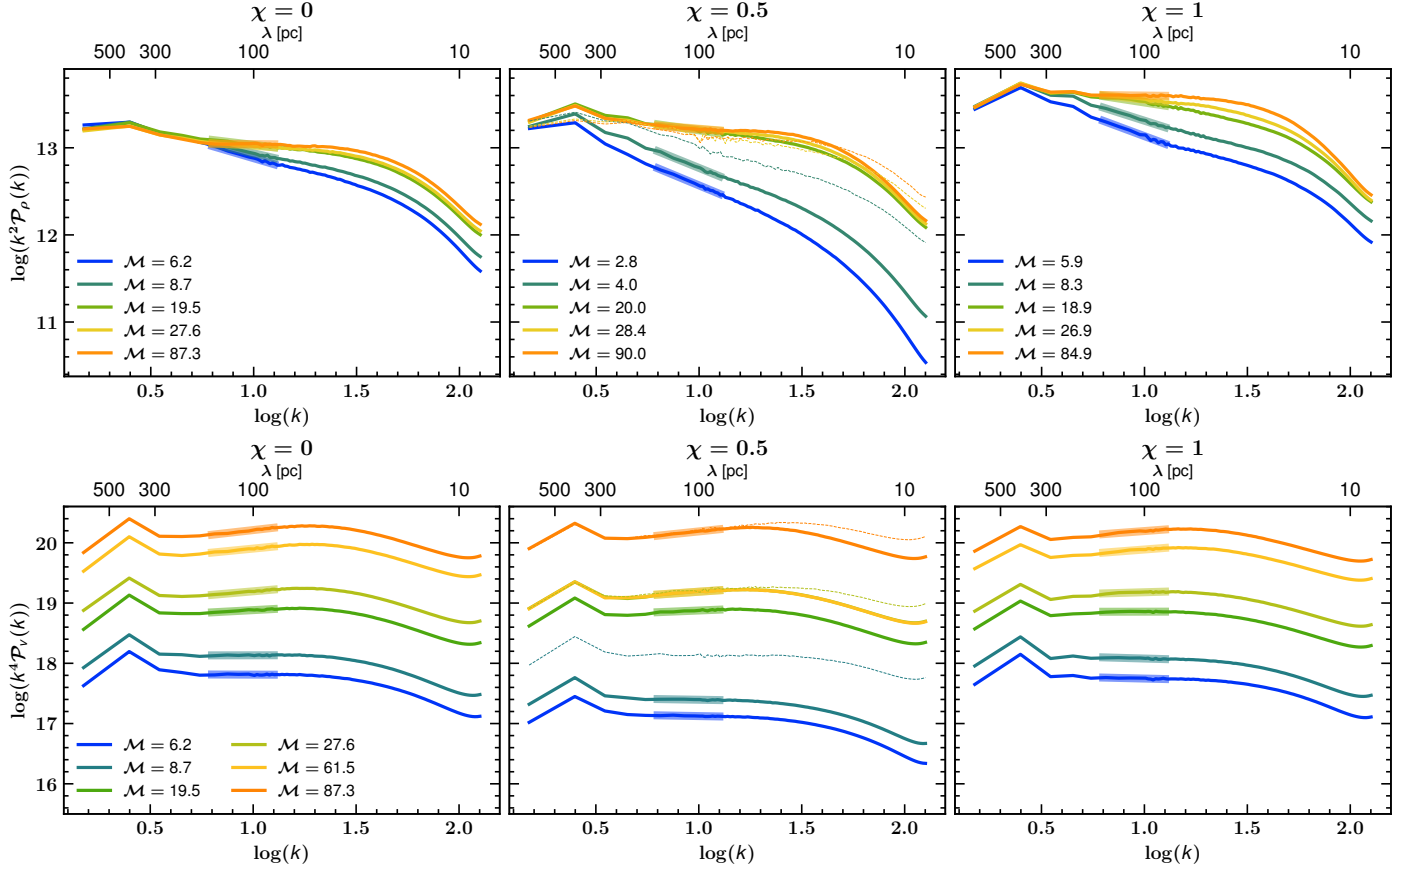 χ = 0
λ [pc]
500 300 100 10
χ = 0.5
λ [pc]
500 300 100 10
χ = 1
λ [pc]
500 300 100 10
log(k²𝒫ρ(k))
13
12
11
ℳ = 6.2
ℳ = 8.7
ℳ = 19.5
ℳ = 27.6
ℳ = 87.3
ℳ = 2.8
ℳ = 4.0
ℳ = 20.0
ℳ = 28.4
ℳ = 90.0
ℳ = 5.9
ℳ = 8.3
ℳ = 18.9
ℳ = 26.9
ℳ = 84.9
0.5 1.0 1.5 2.0
log(k)
0.5 1.0 1.5 2.0
log(k)
0.5 1.0 1.5 2.0
log(k)
χ = 0
λ [pc]
500 300 100 10
χ = 0.5
λ [pc]
500 300 100 10
χ = 1
λ [pc]
500 300 100 10
log(k⁴𝒫v(k))
20
19
18
17
16
ℳ = 6.2
ℳ = 8.7
ℳ = 19.5
ℳ = 27.6
ℳ = 61.5
ℳ = 87.3
0.5 1.0 1.5 2.0
log(k)
0.5 1.0 1.5 2.0
log(k)
0.5 1.0 1.5 2.0
log(k)